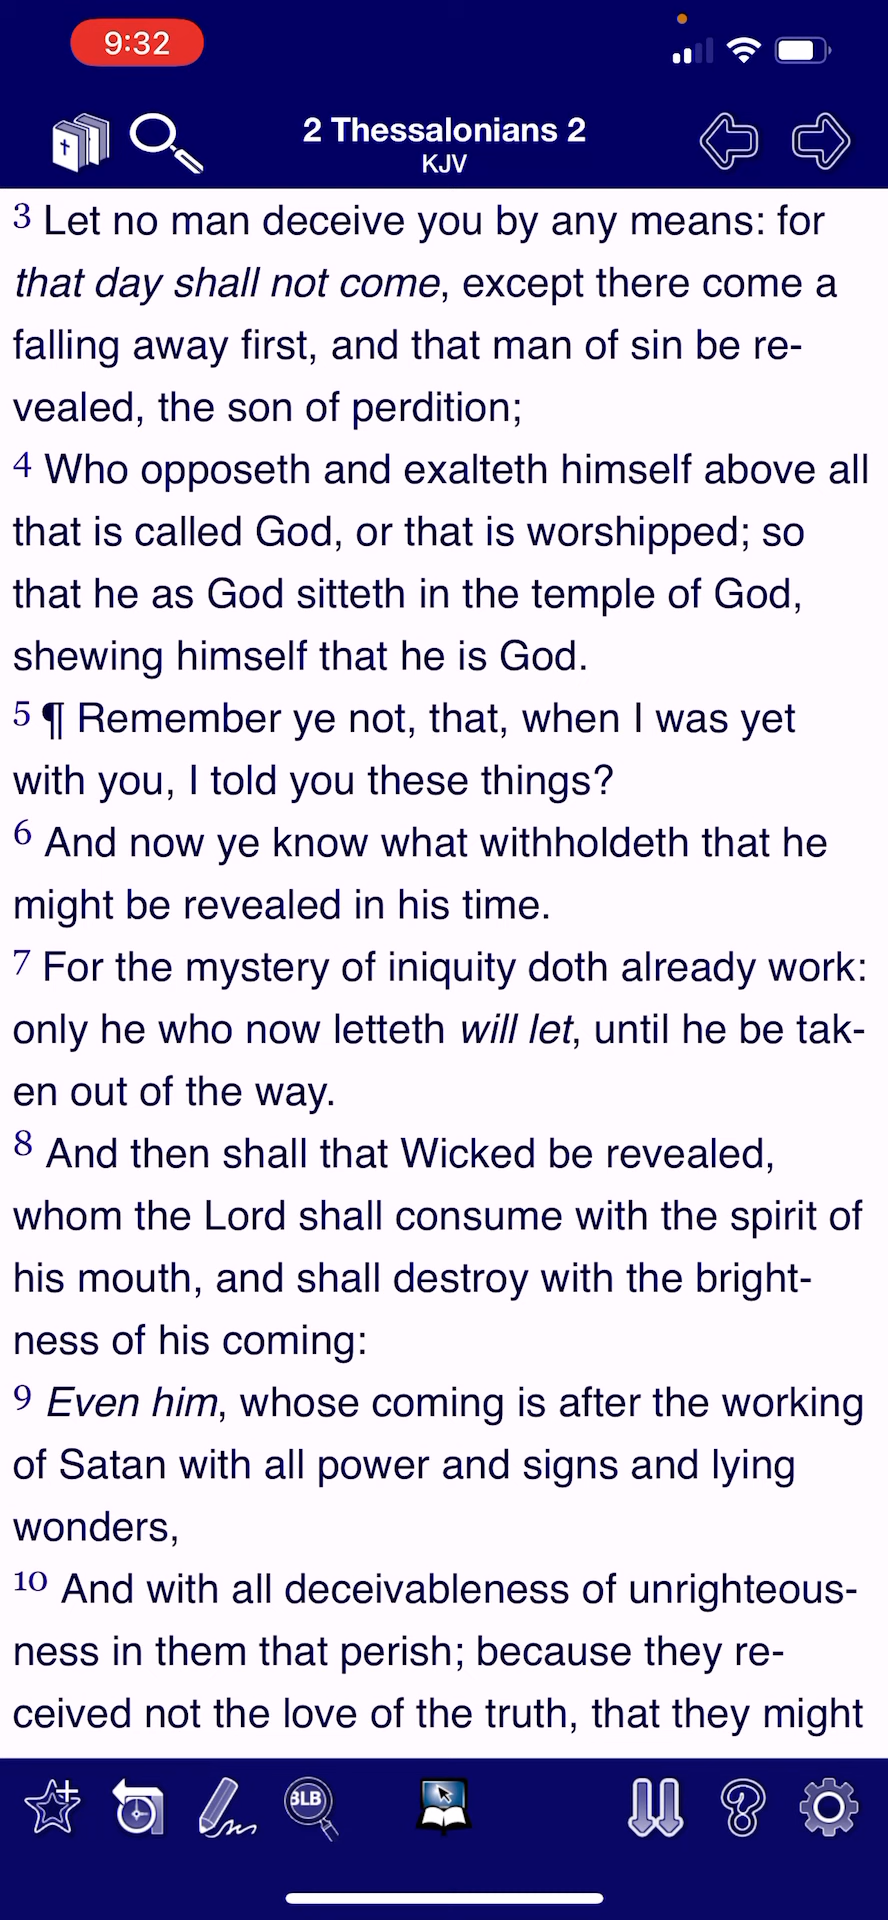 9:32
2 Thessalonians 2
KJV
3 Let no man deceive you by any means: for
that day shall not come, except there come a
falling away first, and that man of sin be re-
vealed, the son of perdition;
4 Who opposeth and exalteth himself above all
that is called God, or that is worshipped; so
that he as God sitteth in the temple of God,
shewing himself that he is God.
5 ¶ Remember ye not, that, when I was yet
with you, I told you these things?
6 And now ye know what withholdeth that he
might be revealed in his time.
7 For the mystery of iniquity doth already work:
only he who now letteth will let, until he be tak-
en out of the way.
8 And then shall that Wicked be revealed,
whom the Lord shall consume with the spirit of
his mouth, and shall destroy with the bright-
ness of his coming:
9 Even him, whose coming is after the working
of Satan with all power and signs and lying
wonders,
10 And with all deceivableness of unrighteous-
ness in them that perish; because they re-
ceived not the love of the truth, that they might
BLB